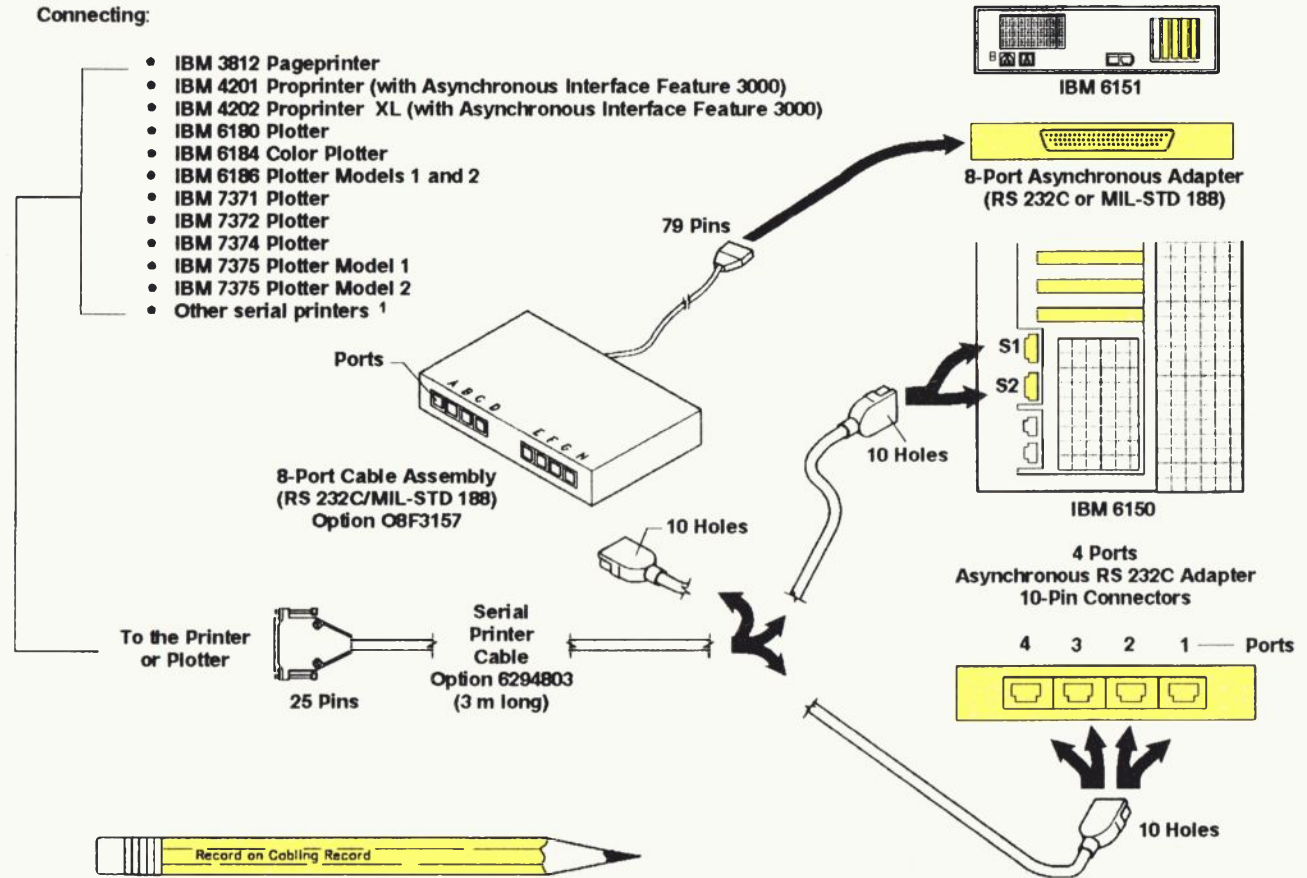 Connecting:
• IBM 3812 Pageprinter
• IBM 4201 Proprinter (with Asynchronous Interface Feature 3000)
• IBM 4202 Proprinter XL (with Asynchronous Interface Feature 3000)
• IBM 6180 Plotter
• IBM 6184 Color Plotter
• IBM 6186 Plotter Models 1 and 2
• IBM 7371 Plotter
• IBM 7372 Plotter
• IBM 7374 Plotter
• IBM 7375 Plotter Model 1
• IBM 7375 Plotter Model 2
• Other serial printers 1
IBM 6151
8-Port Asynchronous Adapter
(RS 232C or MIL-STD 188)
79 Pins
Ports
A B C D
E F G H
8-Port Cable Assembly
(RS 232C/MIL-STD 188)
Option O8F3157
S1
S2
10 Holes
IBM 6150
10 Holes
4 Ports
Asynchronous RS 232C Adapter
10-Pin Connectors
4 3 2 1 Ports
To the Printer
or Plotter
25 Pins
Serial
Printer
Cable
Option 6294803
(3 m long)
10 Holes
Record on Cabling Record